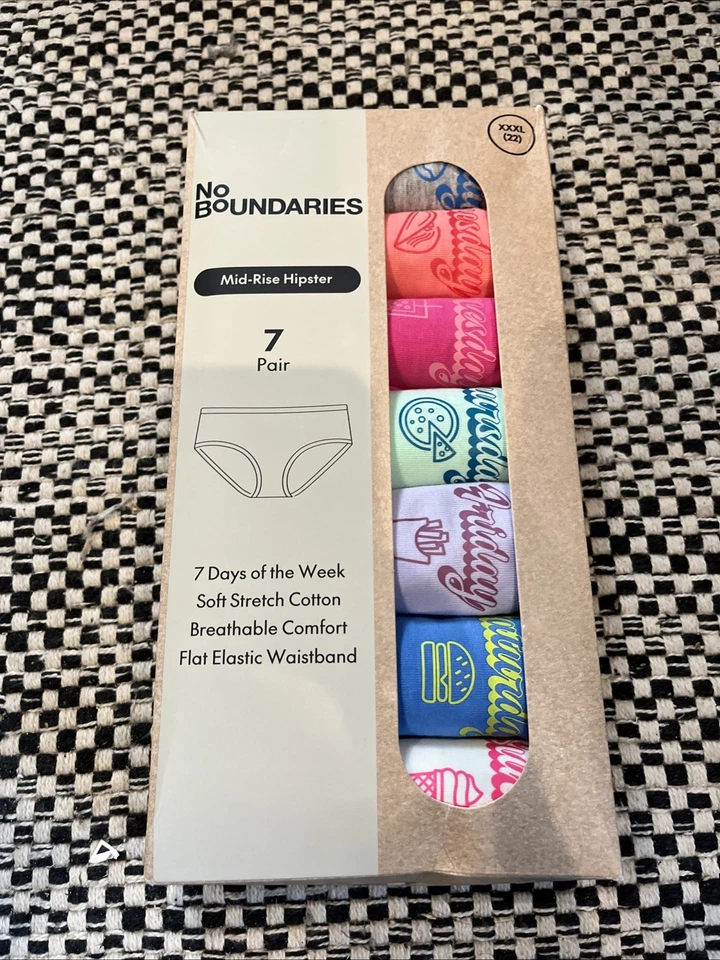 No
BoUNDARIES
Mid-Rise Hipster
7
Pair
7 Days of the Week
Soft Stretch Cotton
Breathable Comfort
Flat Elastic Waistband
XXXL
(22)
Friday